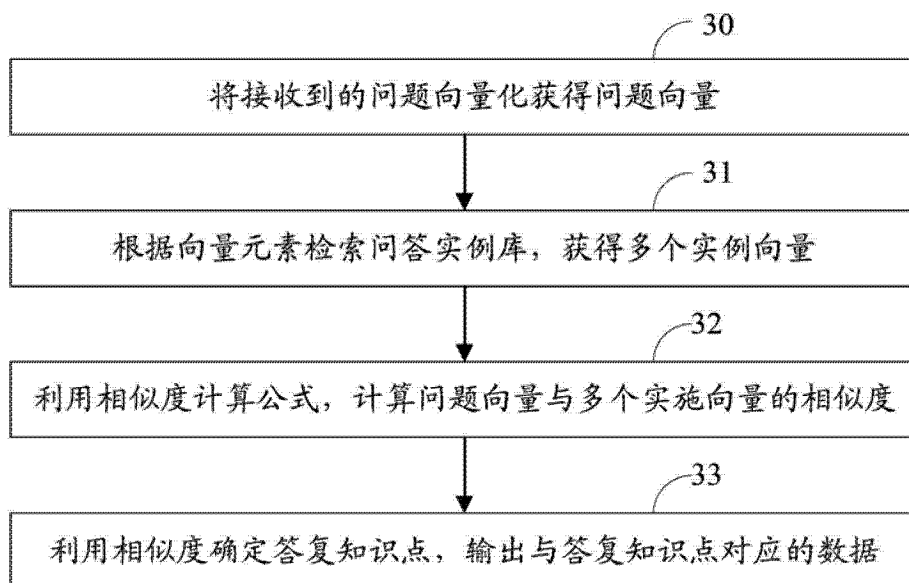 30
将接收到的问题向量化获得问题向量
31
根据向量元素检索问答实例库，获得多个实例向量
32
利用相似度计算公式，计算问题向量与多个实施向量的相似度
33
利用相似度确定答复知识点，输出与答复知识点对应的数据